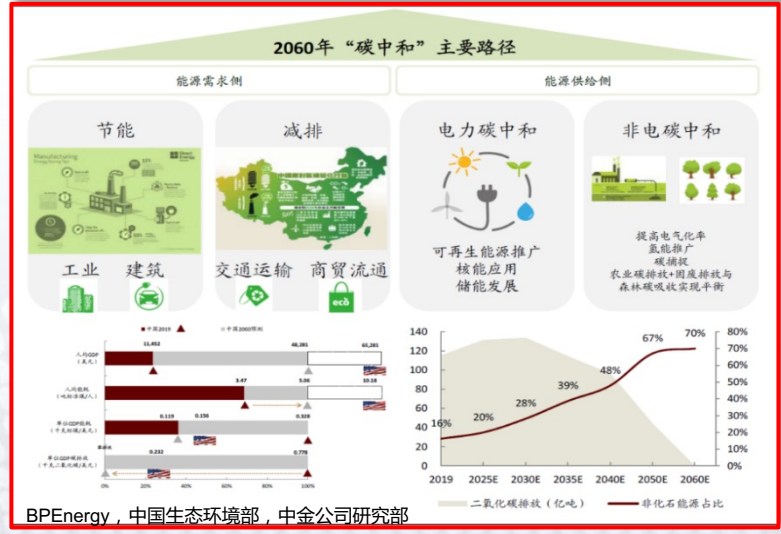 2060年“碳中和”主要路径
能源需求侧
能源供给侧
节能
减排
电力碳中和
非电碳中和
Manufacturing
工业
建筑
交通运输
商贸流通
eco
可再生能源推广
核能应用
储能发展
提高电气化率
氢能推广
碳捕捉
农业碳排放+固废排放与
森林碳吸收实现平衡
中国2019
中国2060预测
人均GDP
(美元)
11,452
48,281
65,281
人均能耗
(吨标准煤/人)
3.47
5.06
10.18
单位GDP能耗
(千克标煤/美元)
0.119
0.156
0.328
单位GDP碳排放
(千克二氧化碳/美元)
0.232
0.778
0%
20%
40%
60%
80%
100%
140
120
100
80
60
40
20
0
16%
20%
28%
39%
48%
67%
70%
80%
70%
60%
50%
40%
30%
20%
10%
0%
2019
2025E
2030E
2035E
2040E
2050E
2060E
二氧化碳排放(亿吨)
非化石能源占比
BPEnergy，中国生态环境部，中金公司研究部